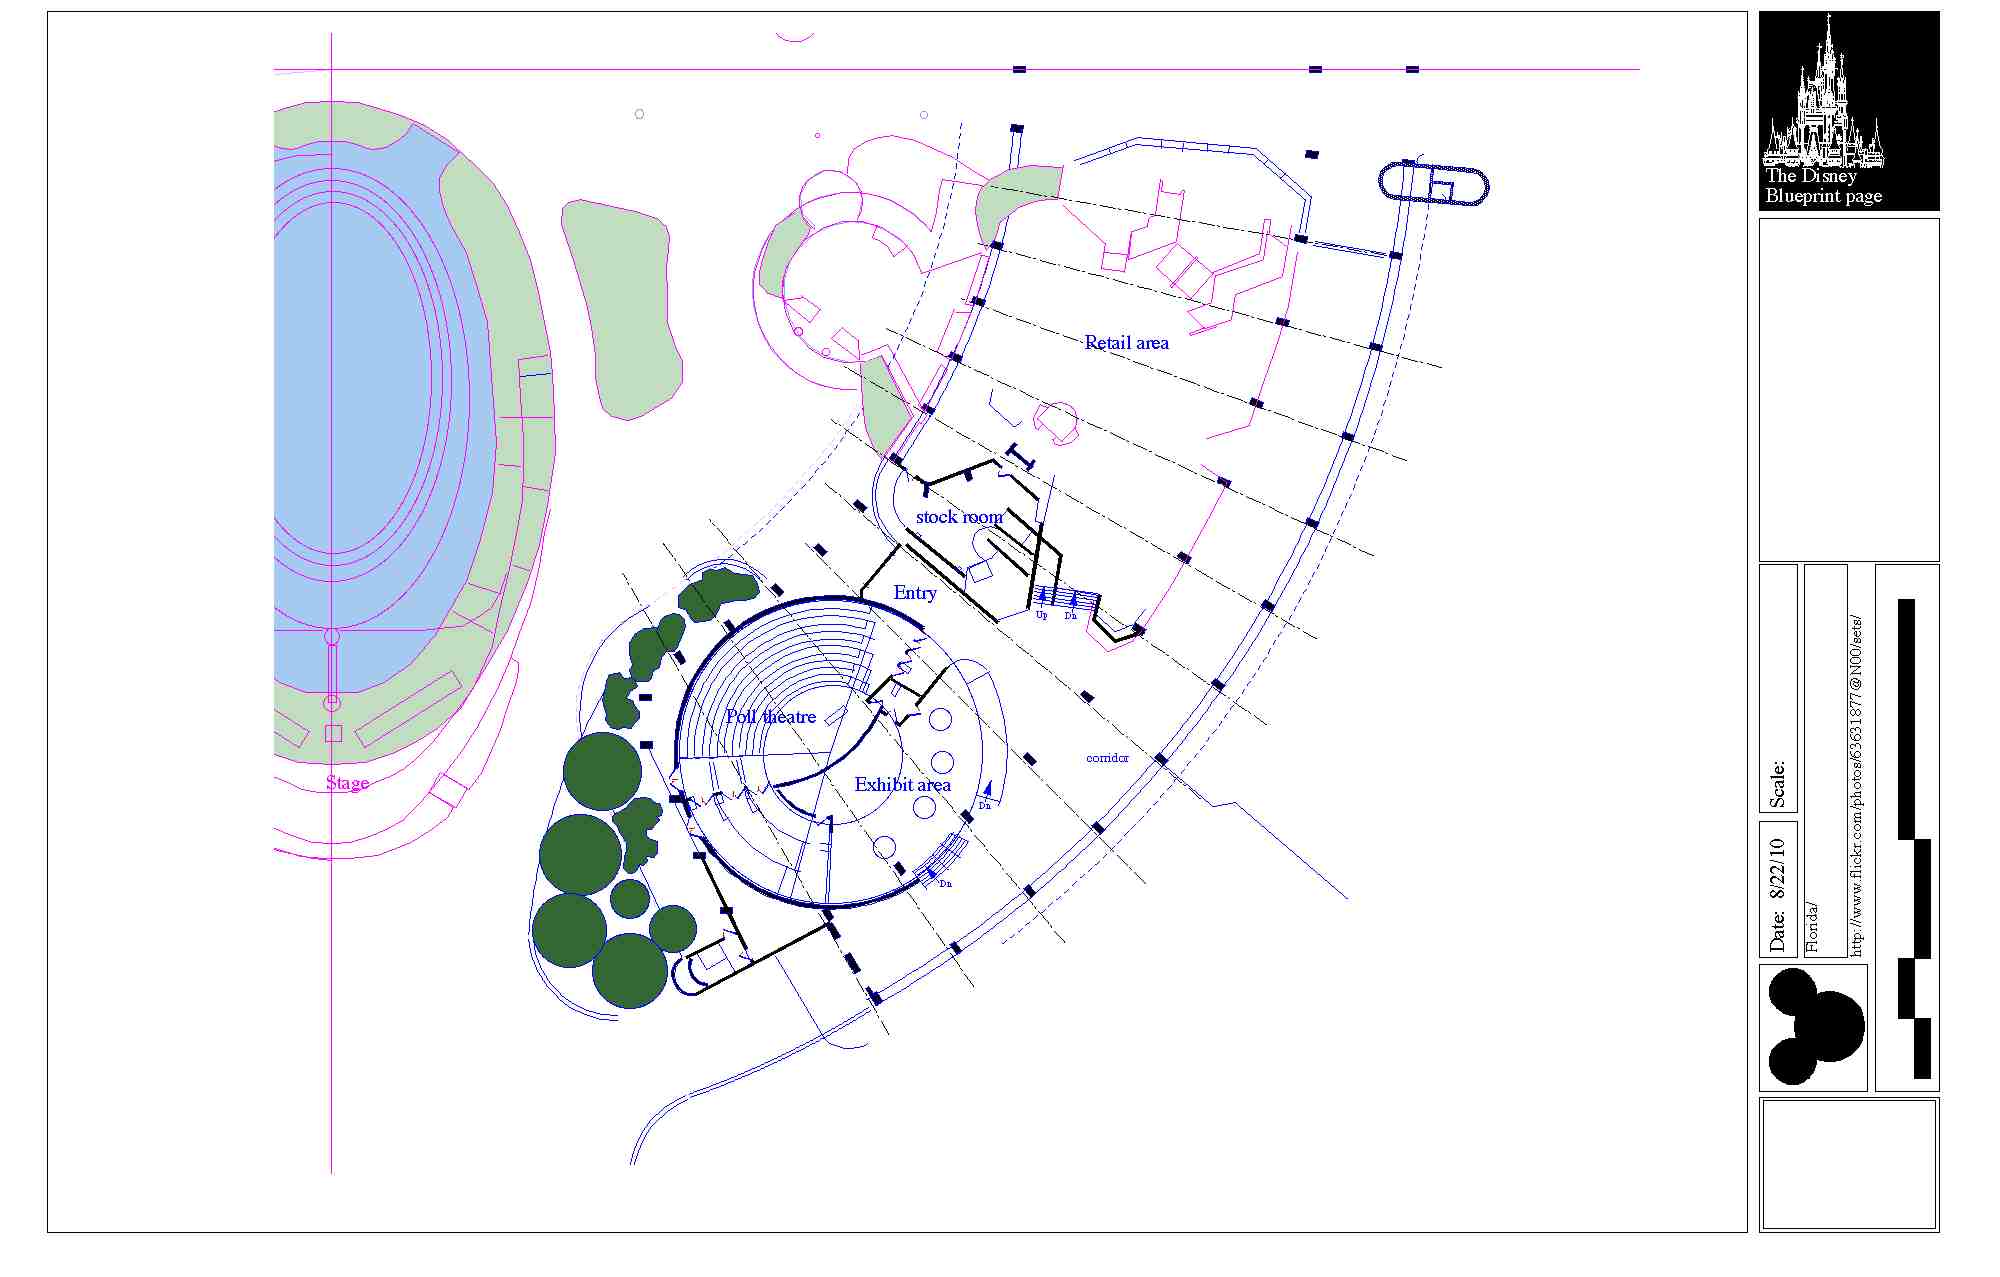 The Disney
Blueprint page
Retail area
stock room
Entry
Up
Dn
Poll theatre
Exhibit area
corridor
Dn
Dn
Stage
Scale:
Date: 8/22/10
Florida/
http://www.flickr.com/photos/63631877@N00/sets/